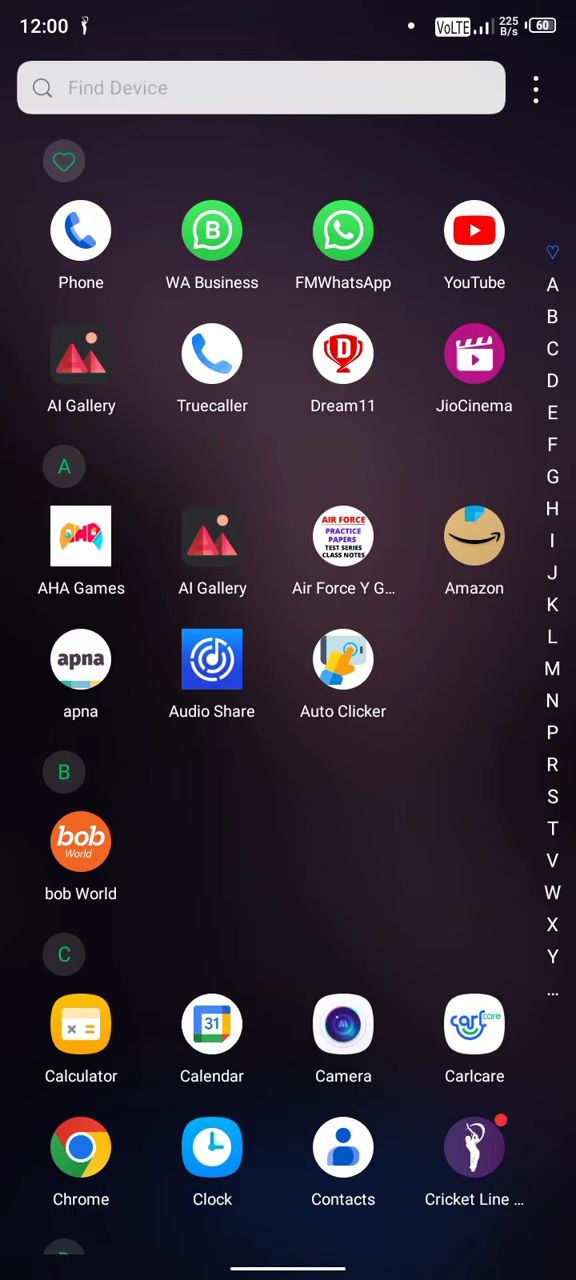 12:00
VoLTE
225
B/s
60
Find Device
Phone
WA Business
FMWhatsApp
YouTube
AI Gallery
Truecaller
D
Dream11
JioCinema
A
AHA Games
AI Gallery
AIR FORCE
PRACTICE
PAPERS
TEST SERIES
CLASS NOTES
Air Force Y G...
Amazon
apna
apna
Audio Share
Auto Clicker
B
bob
World
bob World
C
Calculator
31
Calendar
AI
Camera
carlcare
Carlcare
Chrome
Clock
Contacts
Cricket Line ...
A
B
C
D
E
F
G
H
I
J
K
L
M
N
P
R
S
T
V
W
X
Y
...